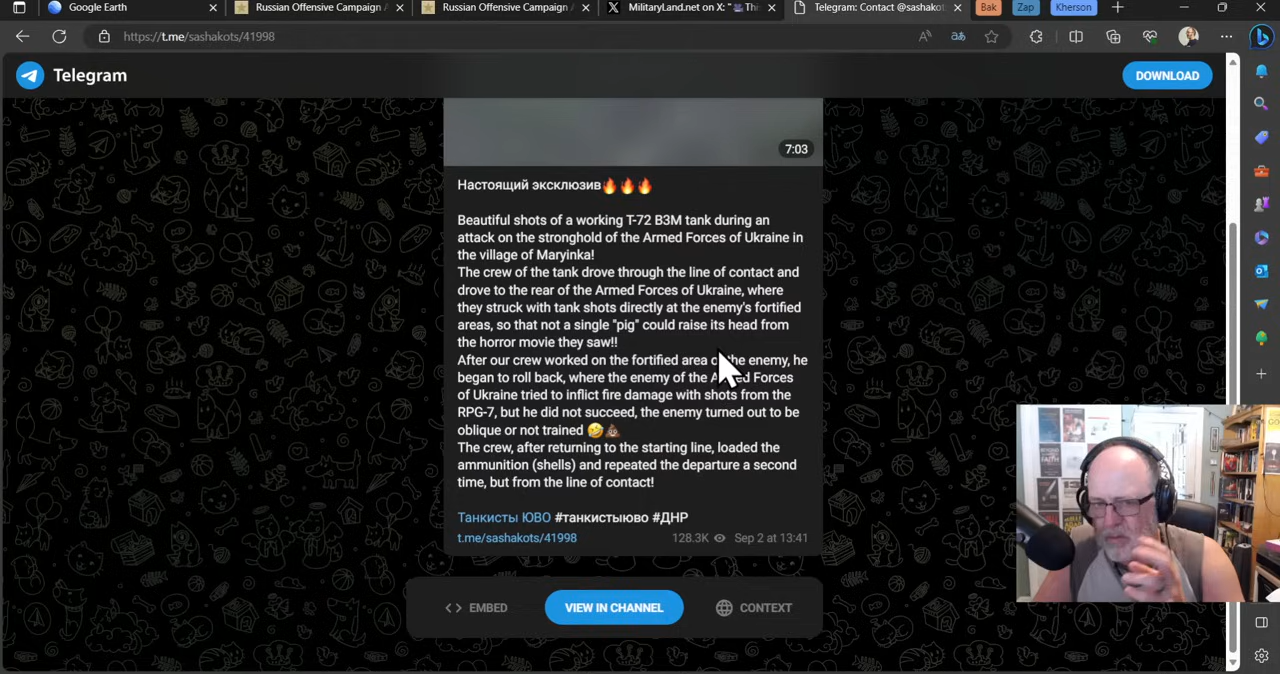 Google Earth
Russian Offensive Campaign
Russian Offensive Campaign
MilitaryLand.net on X: "
Telegram: Contact @sashakot
Bak
Zap
Kherson
https://t.me/sashakots/41998
Telegram
DOWNLOAD
7:03
Настоящий эксклюзив🔥🔥🔥
Beautiful shots of a working T-72 B3M tank during an
attack on the stronghold of the Armed Forces of Ukraine in
the village of Maryinka!
The crew of the tank drove through the line of contact and
drove to the rear of the Armed Forces of Ukraine, where
they struck with tank shots directly at the enemy's fortified
areas, so that not a single "pig" could raise its head from
the horror movie they saw!!
After our crew worked on the fortified area the enemy, he
began to roll back, where the enemy of the Forces
of Ukraine tried to inflict fire damage with shots from the
RPG-7, but he did not succeed, the enemy turned out to be
oblique or not trained 🤣💩
The crew, after returning to the starting line, loaded the
ammunition (shells) and repeated the departure a second
time, but from the line of contact!
Танкисты ЮВО #танкистыюво #ДНР
t.me/sashakots/41998 128.3K Sep 2 at 13:41
<> EMBED
VIEW IN CHANNEL
CONTEXT